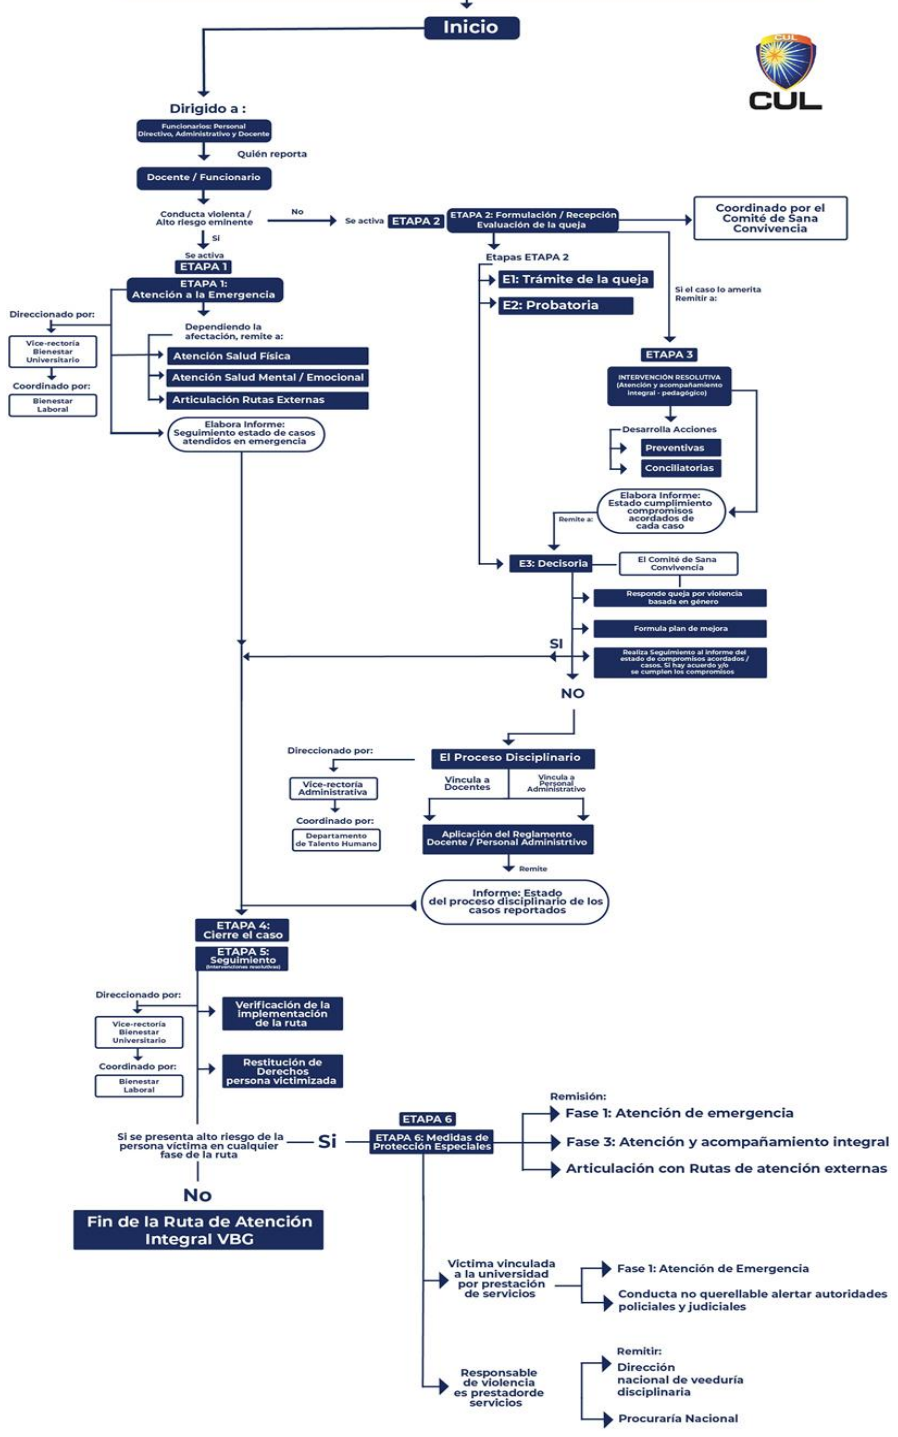 Inicio
CUL
CUL
Dirigido a :
Funcionarios: Personal
Directivo, Administrativo y Docente
Quién reporta
Docente / Funcionario
Conducta violenta /
Alto riesgo eminente
No
Se activa
ETAPA 2
ETAPA 2: Formulación / Recepción
Evaluación de la queja
Coordinado por el
Comité de Sana
Convivencia
Sí
Se activa
ETAPA 1
ETAPA 1:
Atención a la Emergencia
Etapas ETAPA 2
E1: Trámite de la queja
E2: Probatoria
Si el caso lo amerita
Remitir a:
Direccionado por:
Vice-rectoría
Bienestar
Universitario
Coordinado por:
Bienestar
Laboral
Dependiendo la
afectación, remite a:
Atención Salud Física
Atención Salud Mental / Emocional
Articulación Rutas Externas
Elabora Informe:
Seguimiento estado de casos
atendidos en emergencia
ETAPA 3
INTERVENCIÓN RESOLUTIVA
(Atención y acompañamiento
integral - pedagógico)
Desarrolla Acciones
Preventivas
Conciliatorias
Elabora Informe:
Estado cumplimiento
compromisos
acordados de
cada caso
Remite a:
E3: Decisoria
El Comité de Sana
Convivencia
Responde queja por violencia
basada en género
Formula plan de mejora
SI
Realiza Seguimiento al informe del
estado de compromisos acordados /
casos. Si hay acuerdo y/o
se cumplen los compromisos
NO
Direccionado por:
Vice-rectoría
Administrativa
Coordinado por:
Departamento
de Talento Humano
El Proceso Disciplinario
Vincula a
Docentes
Vincula a
Personal
Administrativo
Aplicación del Reglamento
Docente / Personal Administrtivo
Remite
Informe: Estado
del proceso disciplinario de los
casos reportados
ETAPA 4:
Cierre el caso
ETAPA 5:
Seguimiento
(Intervenciones resolutivas)
Direccionado por:
Vice-rectoría
Bienestar
Universitario
Coordinado por:
Bienestar
Laboral
Verificación de la
implementación
de la ruta
Restitución de
Derechos
persona victimizada
Si se presenta alto riesgo de la
persona víctima en cualquier
fase de la ruta
Si
No
Fin de la Ruta de Atención
Integral VBG
ETAPA 6
ETAPA 6: Medidas de
Protección Especiales
Remisión:
Fase 1: Atención de emergencia
Fase 3: Atención y acompañamiento integral
Articulación con Rutas de atención externas
Victima vinculada
a la universidad
por prestación
de servicios
Fase 1: Atención de Emergencia
Conducta no querellable alertar autoridades
policiales y judiciales
Responsable
de violencia
es prestadorde
servicios
Remitir:
Dirección
nacional de veeduría
disciplinaria
Procuraría Nacional